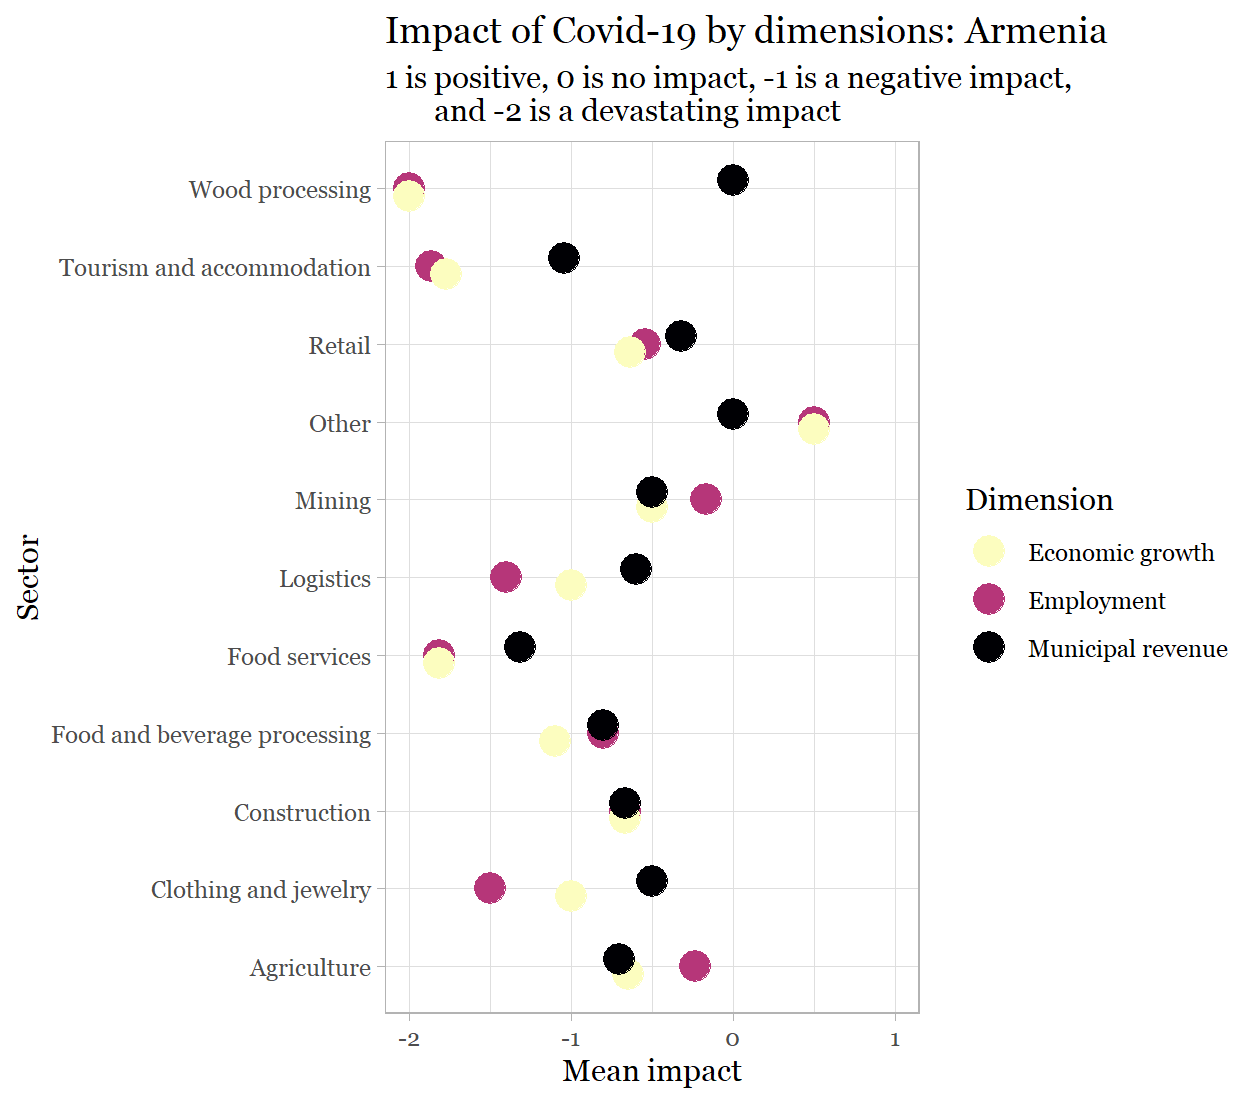 Impact of Covid-19 by dimensions: Armenia
1 is positive, 0 is no impact, -1 is a negative impact,
and -2 is a devastating impact
Sector
Wood processing
Tourism and accommodation
Retail
Other
Mining
Logistics
Food services
Food and beverage processing
Construction
Clothing and jewelry
Agriculture
-2 -1 0 1
Mean impact
Dimension
Economic growth
Employment
Municipal revenue